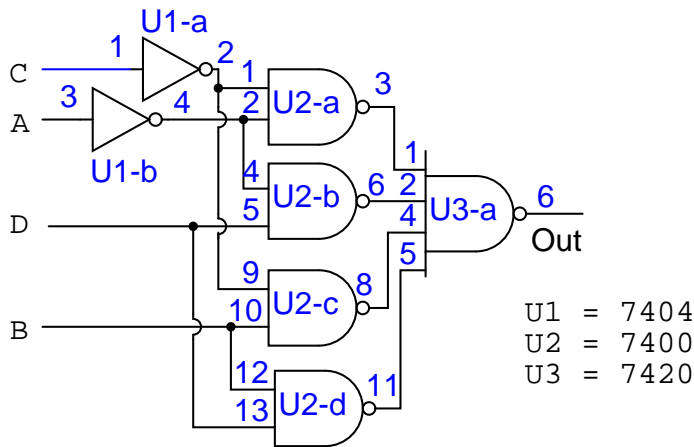 U1-a
C
1
2
3
1
U2-a
3
4
2
A
U1-b
1
4
U2-b
6
2
U3-a
6
5
4
D
Out
5
9
U2-c
8
10
B
U1 = 7404
U2 = 7400
U3 = 7420
12
U2-d
11
13